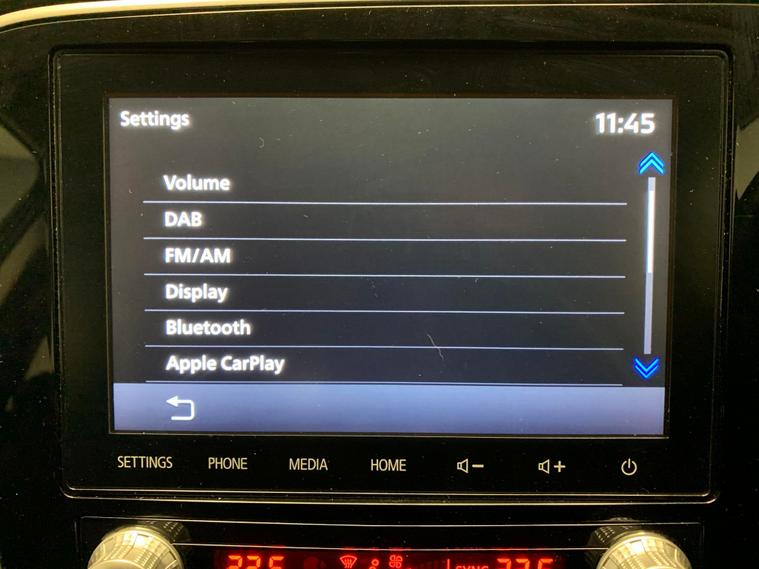 Settings 11:45
Volume
DAB
FM/AM
Display
Bluetooth
Apple CarPlay
SETTINGS PHONE MEDIA HOME